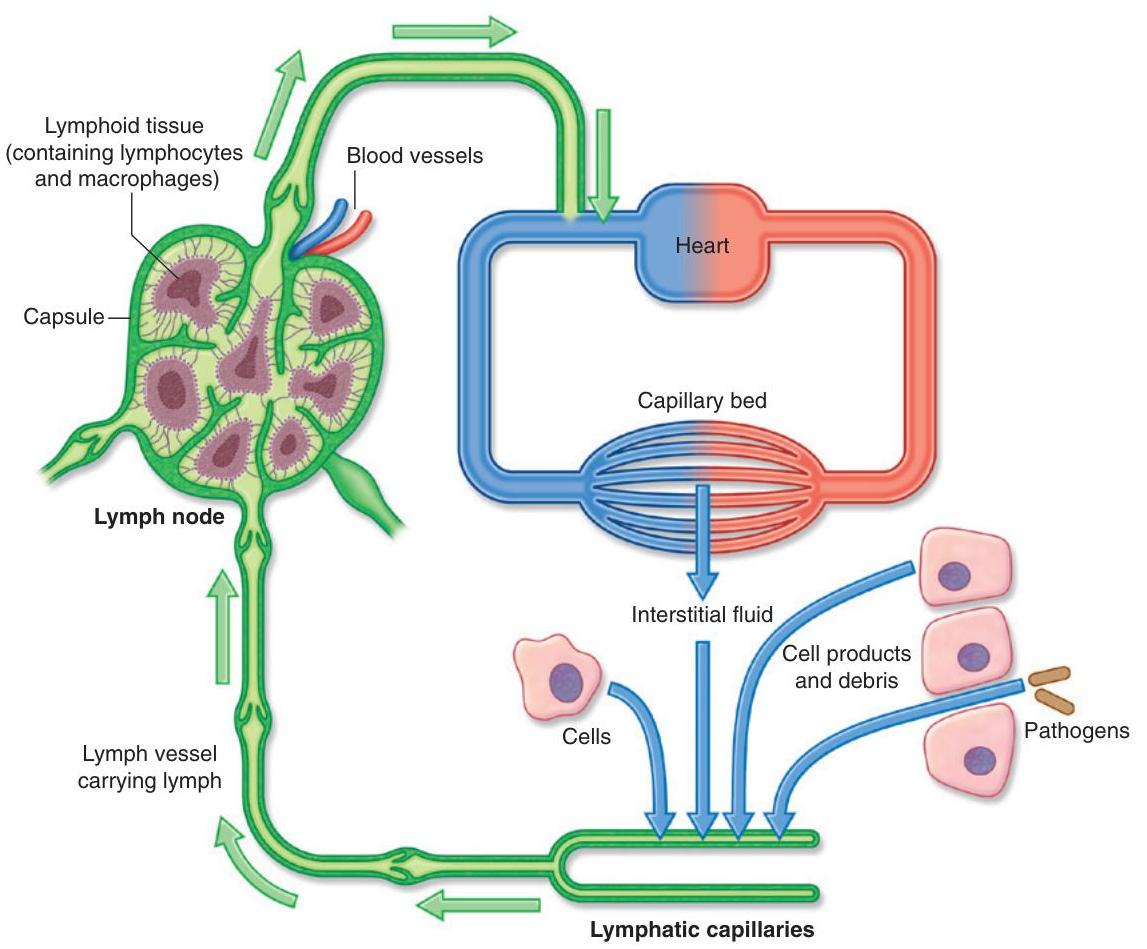 Lymphoid tissue
(containing lymphocytes
and macrophages)
Blood vessels
Heart
Capsule
Capillary bed
Lymph node
Interstitial fluid
Cell products
and debris
Cells
Pathogens
Lymph vessel
carrying lymph
Lymphatic capillaries